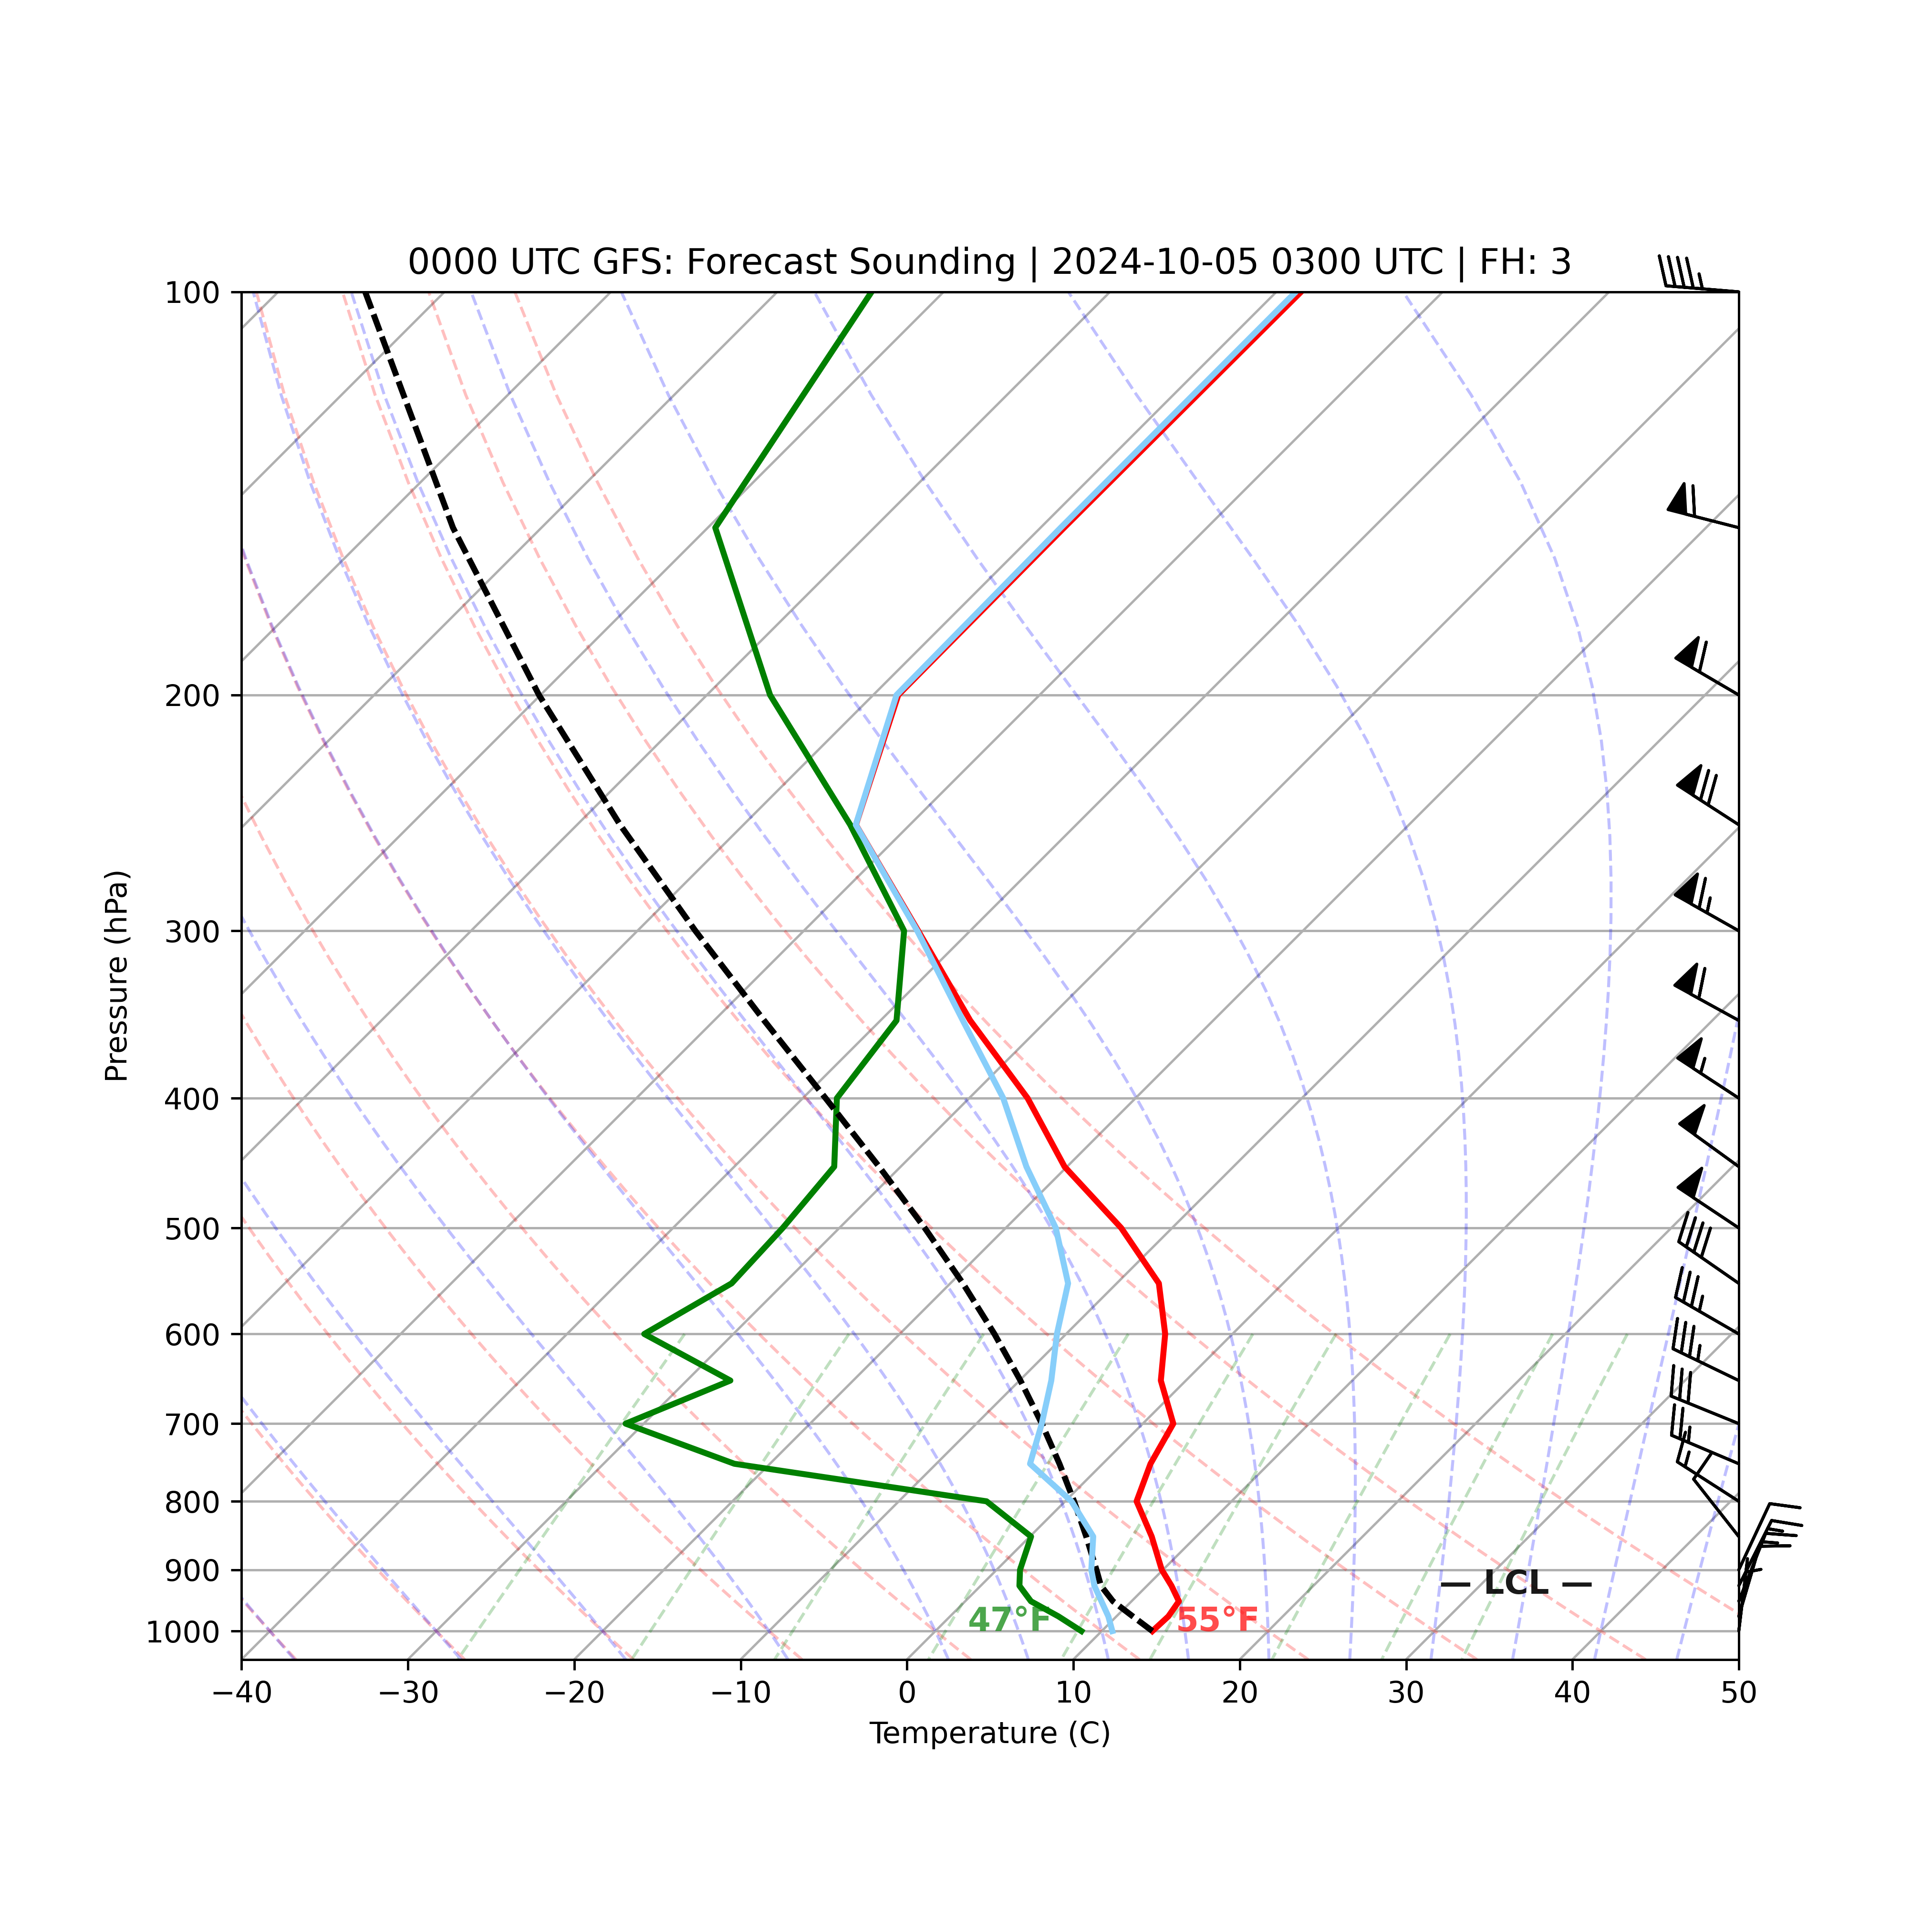 0000 UTC GFS: Forecast Sounding | 2024-10-05 0300 UTC | FH: 3
100
200
300
400
500
600
700
800
900
1000
Pressure (hPa)
— LCL —
47°F
55°F
−40 −30 −20 −10 0 10 20 30 40 50
Temperature (C)